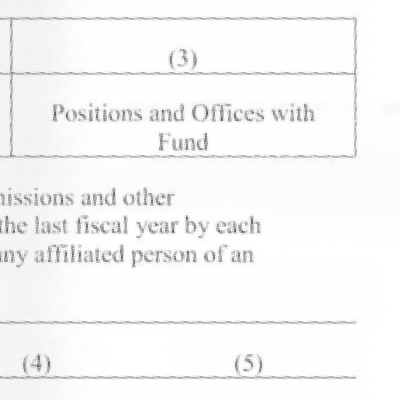 (3)
Positions and Offices with
Fund
missions and other
the last fiscal year by each
any affiliated person of an
(4) (5)